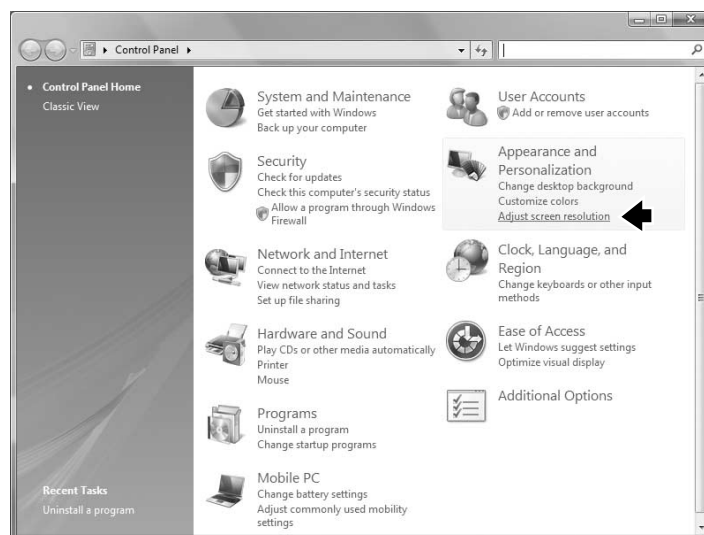 Control Panel
Control Panel Home
Classic View
Recent Tasks
Uninstall a program
System and Maintenance
Get started with Windows
Back up your computer
Security
Check for updates
Check this computer's security status
Allow a program through Windows
Firewall
Network and Internet
Connect to the Internet
View network status and tasks
Set up file sharing
Hardware and Sound
Play CDs or other media automatically
Printer
Mouse
Programs
Uninstall a program
Change startup programs
Mobile PC
Change battery settings
Adjust commonly used mobility
settings
User Accounts
Add or remove user accounts
Appearance and
Personalization
Change desktop background
Customize colors
Adjust screen resolution
Clock, Language, and
Region
Change keyboards or other input
methods
Ease of Access
Let Windows suggest settings
Optimize visual display
Additional Options